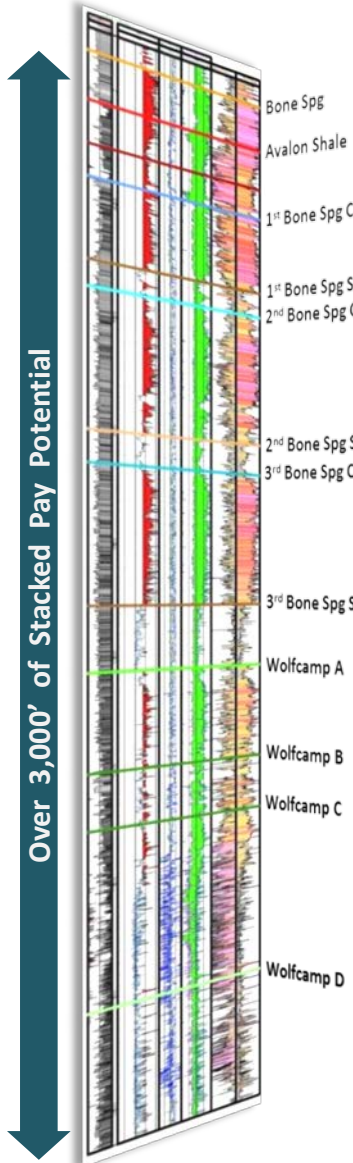 Over 3,000’ of Stacked Pay Potential
Bone Spg
Avalon Shale
1st Bone Spg C
1st Bone Spg S
2nd Bone Spg C
2nd Bone Spg S
3rd Bone Spg C
3rd Bone Spg S
Wolfcamp A
Wolfcamp B
Wolfcamp C
Wolfcamp D